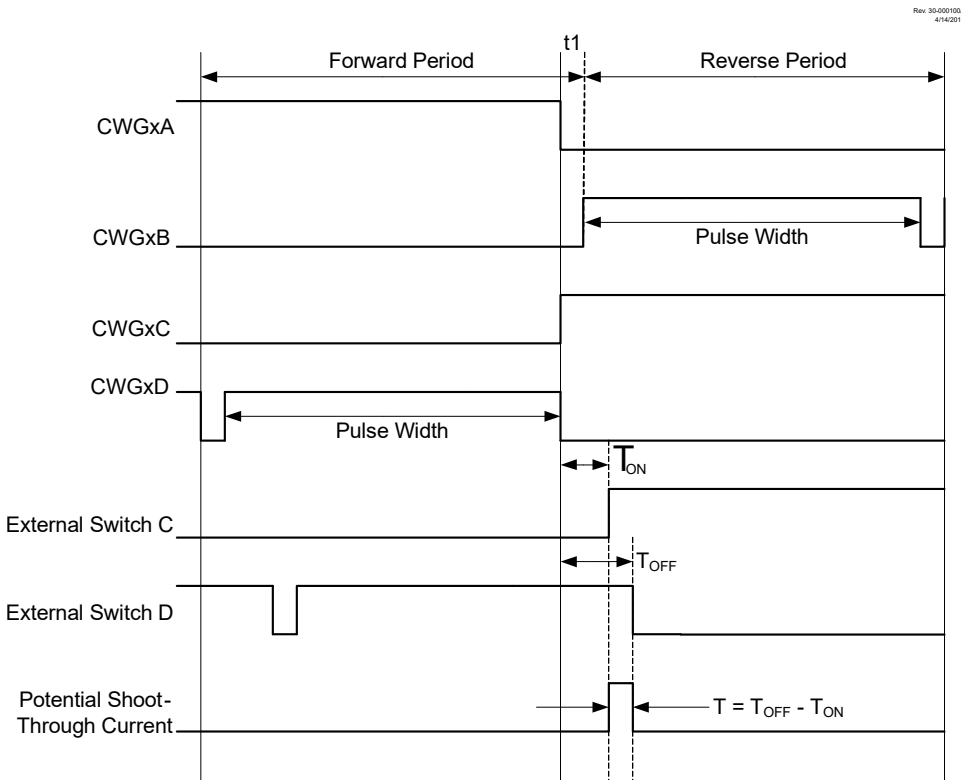 Rev. 30-000100
4/14/201
t1
Forward Period
Reverse Period
CWGxA
CWGxB
Pulse Width
CWGxC
CWGxD
Pulse Width
TON
External Switch C
TOFF
External Switch D
Potential Shoot-
Through Current
T = TOFF - TON